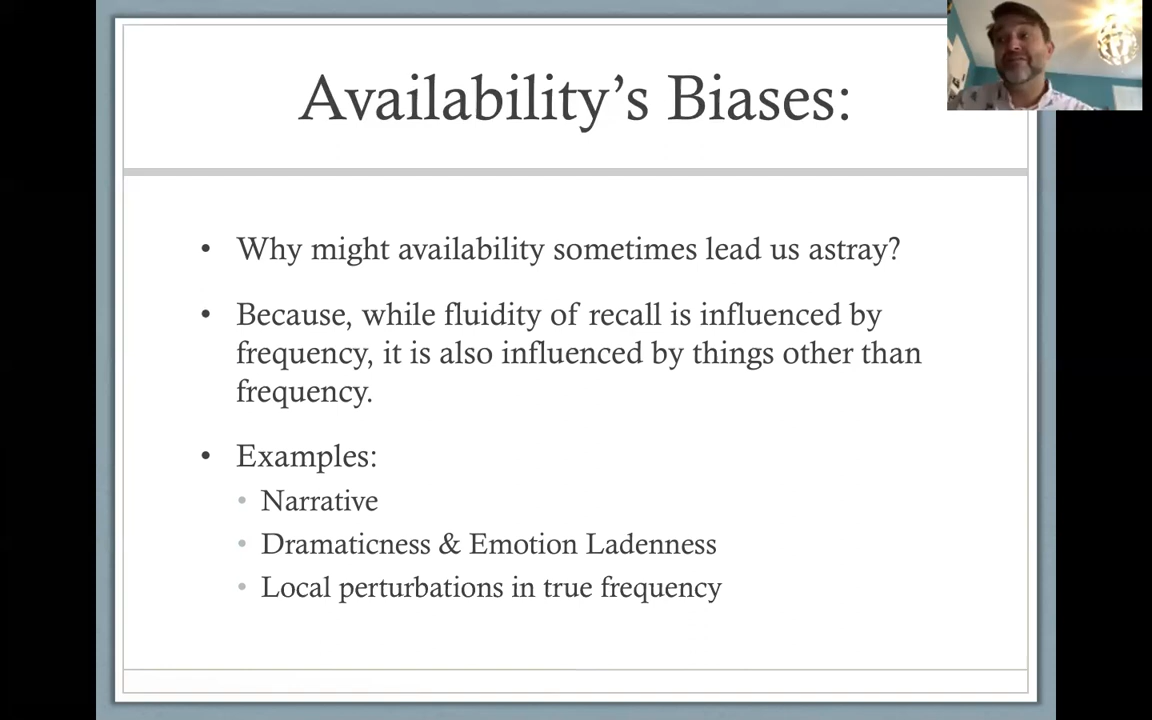 Availability’s Biases:
• Why might availability sometimes lead us astray?
• Because, while fluidity of recall is influenced by
frequency, it is also influenced by things other than
frequency.
• Examples:
• Narrative
• Dramaticness & Emotion Ladenness
• Local perturbations in true frequency